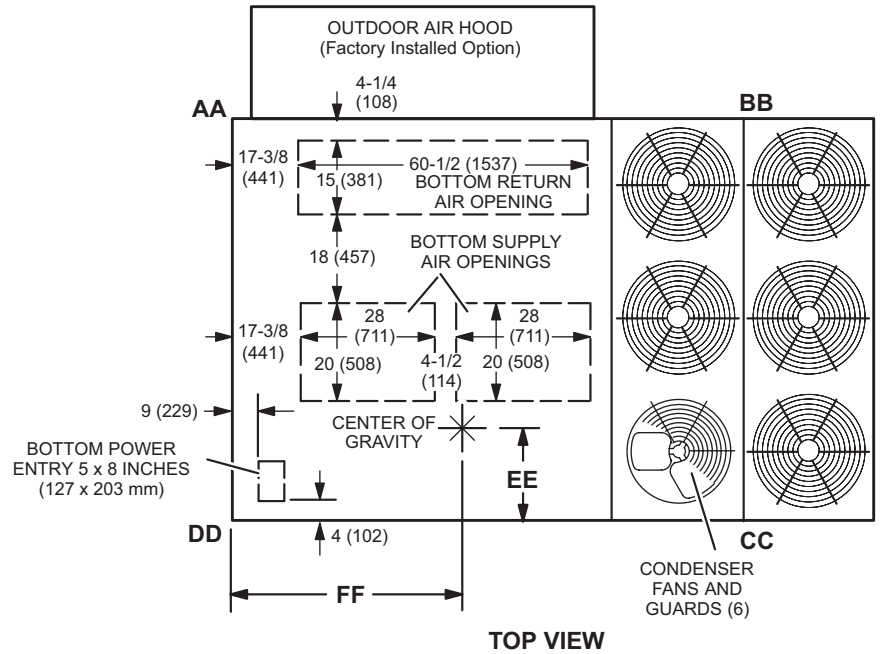 OUTDOOR AIR HOOD
(Factory Installed Option)
4-1/4
(108)
AA
BB
17-3/8
(441)
60-1/2 (1537)
15 (381)
BOTTOM RETURN
AIR OPENING
18 (457)
BOTTOM SUPPLY
AIR OPENINGS
17-3/8
(441)
28
(711)
28
(711)
20 (508)
4-1/2
(114)
20 (508)
9 (229)
CENTER OF
GRAVITY
BOTTOM POWER
ENTRY 5 x 8 INCHES
(127 x 203 mm)
EE
DD
4 (102)
CC
FF
CONDENSER
FANS AND
GUARDS (6)
TOP VIEW